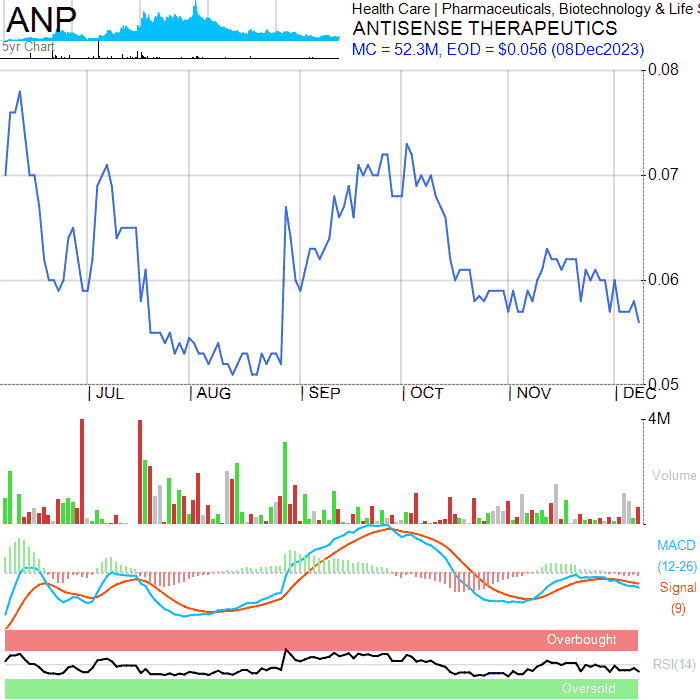 ANP
5yr Chart
Health Care | Pharmaceuticals, Biotechnology & Life S
ANTISENSE THERAPEUTICS
MC = 52.3M, EOD = $0.056 (08Dec2023)
0.08
0.07
0.06
0.05
JUL AUG SEP OCT NOV DEC
4M
Volume
MACD
(12-26)
Signal
(9)
Overbought
RSI(14)
Oversold